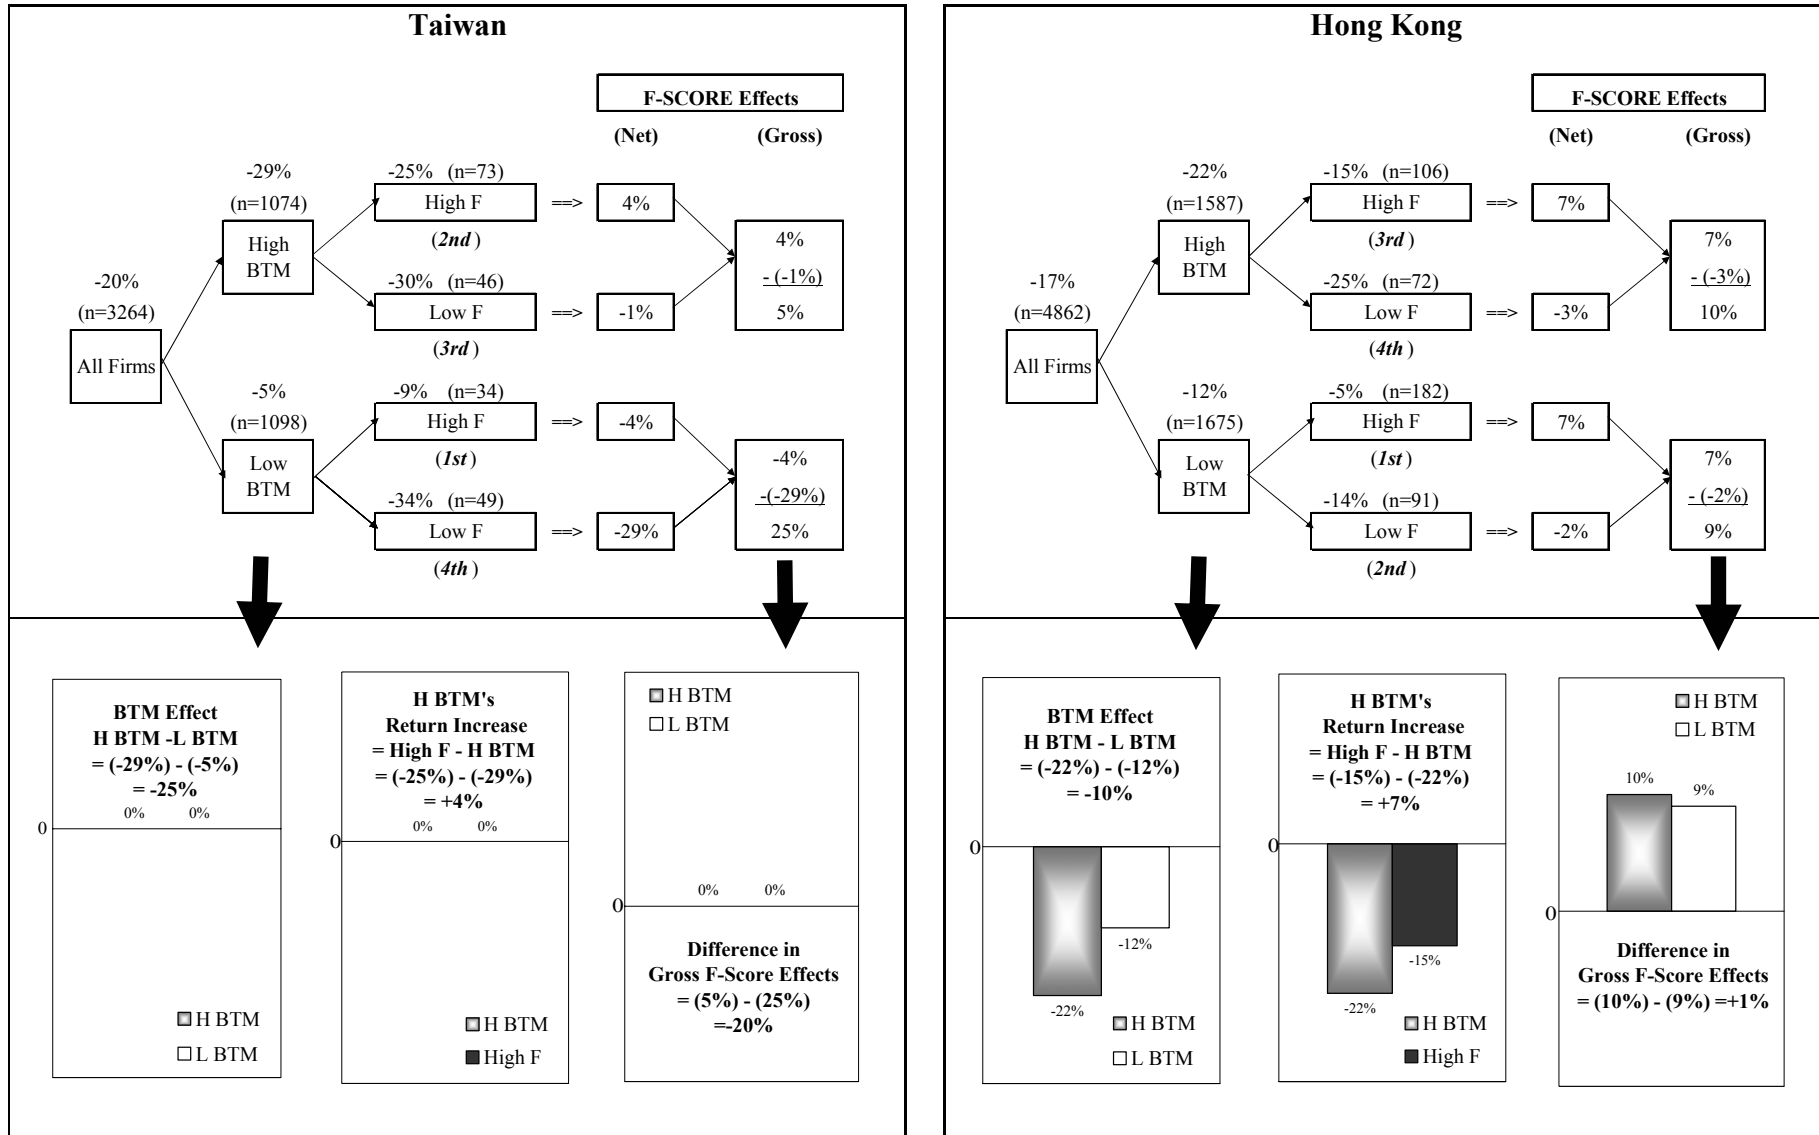 Taiwan
F-SCORE Effects
(Net) (Gross)
-29% -25% (n=73)
(n=1074) High F ==> 4%
(2nd )
High
BTM
4%
- (-1%)
5%
-20% -30% (n=46)
(n=3264) Low F ==> -1%
(3rd )
All Firms
-5% -9% (n=34)
(n=1098) High F ==> -4%
(1st )
Low
BTM
-4%
-(-29%)
25%
-34% (n=49)
Low F ==> -29%
(4th )
BTM Effect
H BTM -L BTM
= (-29%) - (-5%)
= -25%
0% 0%
0
H BTM
L BTM
H BTM's
Return Increase
= High F - H BTM
= (-25%) - (-29%)
= +4%
0% 0%
0
H BTM
High F
H BTM
L BTM
0% 0%
0
Difference in
Gross F-Score Effects
= (5%) - (25%)
=-20%
Hong Kong
F-SCORE Effects
(Net) (Gross)
-22% -15% (n=106)
(n=1587) High F ==> 7%
(3rd )
High
BTM
7%
- (-3%)
10%
-17% -25% (n=72)
(n=4862) Low F ==> -3%
(4th )
All Firms
-12% -5% (n=182)
(n=1675) High F ==> 7%
(1st )
Low
BTM
7%
- (-2%)
9%
-14% (n=91)
Low F ==> -2%
(2nd )
BTM Effect
H BTM - L BTM
= (-22%) - (-12%)
= -10%
0
-12%
-22%
H BTM
L BTM
H BTM's
Return Increase
= High F - H BTM
= (-15%) - (-22%)
= +7%
0
-15%
-22%
H BTM
High F
H BTM
L BTM
10% 9%
0
Difference in
Gross F-Score Effects
= (10%) - (9%) =+1%